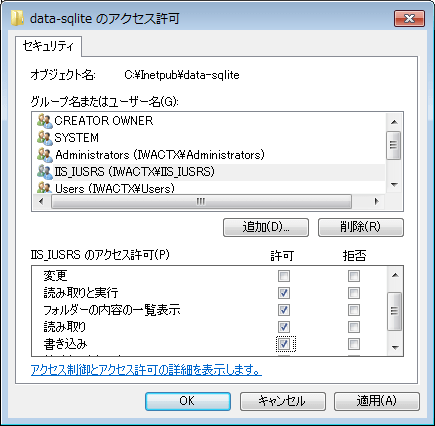 data-sqlite のアクセス許可
セキュリティ
オブジェクト名: C:¥Inetpub¥data-sqlite
グループ名またはユーザー名(G):
CREATOR OWNER
SYSTEM
Administrators (IWACTX¥Administrators)
IIS_IUSRS (IWACTX¥IIS_IUSRS)
Users (IWACTX¥Users)
追加(D)... 削除(R)
IIS_IUSRS のアクセス許可(P) 許可 拒否
変更
読み取りと実行
フォルダーの内容の一覧表示
読み取り
書き込み
アクセス制御とアクセス許可の詳細を表示します。
OK キャンセル 適用(A)